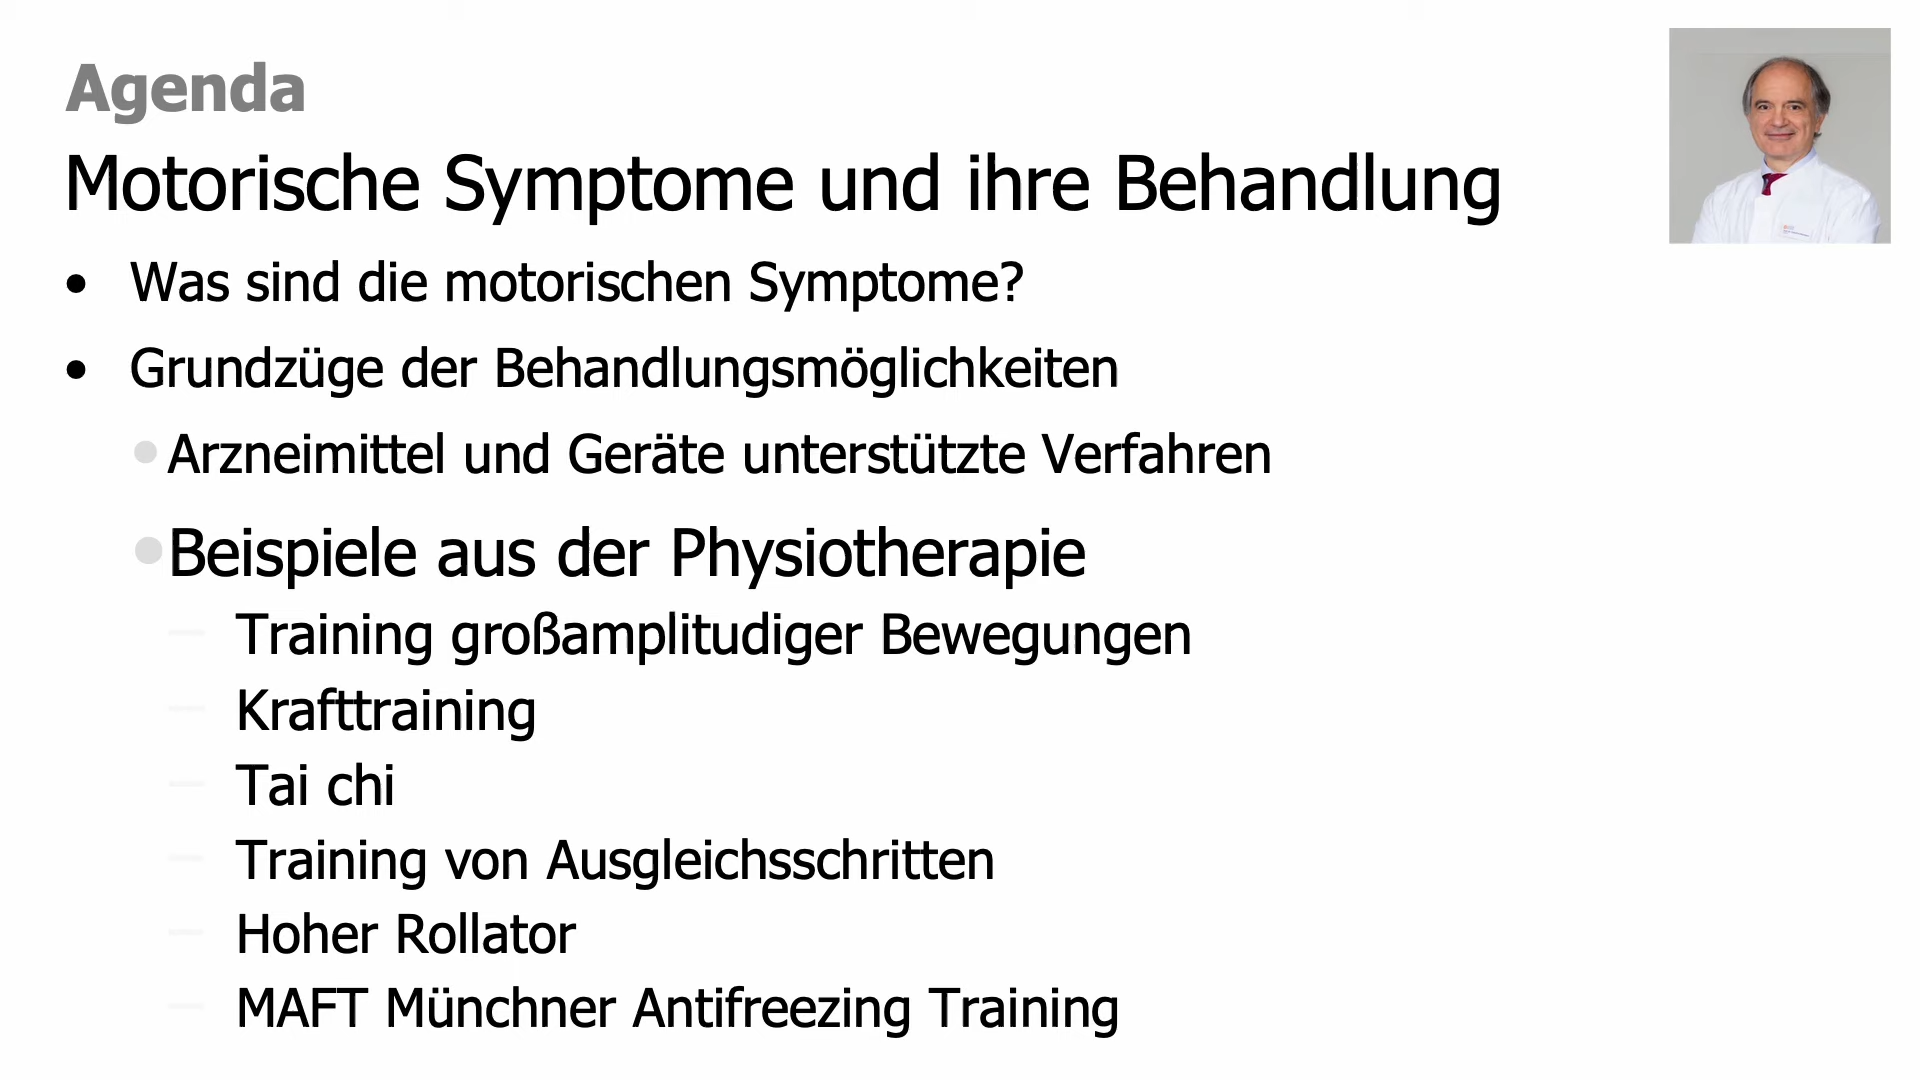 Agenda
Motorische Symptome und ihre Behandlung
• Was sind die motorischen Symptome?
• Grundzüge der Behandlungsmöglichkeiten
• Arzneimittel und Geräte unterstützte Verfahren
• Beispiele aus der Physiotherapie
– Training großamplitudiger Bewegungen
– Krafttraining
– Tai chi
– Training von Ausgleichsschritten
– Hoher Rollator
– MAFT Münchner Antifreezing Training